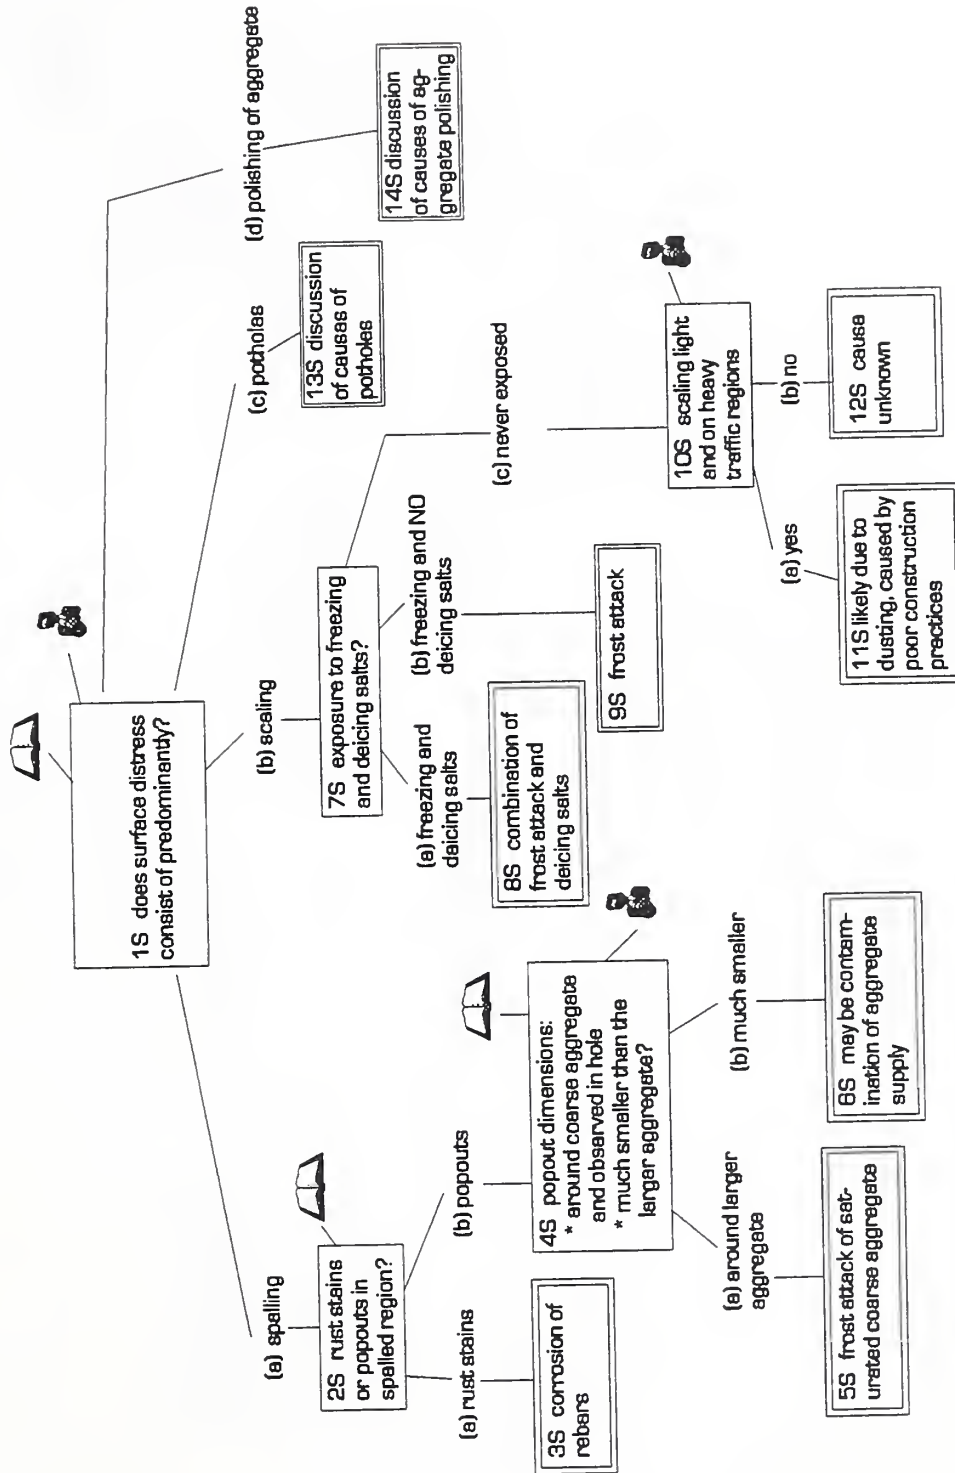 1S does surface distress
consist of predominantly?
(a) spalling
2S rust stains
or popouts in
spalled region?
(a) rust stains
3S corrosion of
rebars
(b) popouts
4S popout dimensions:
* around coarse aggregate
and observed in hole
* much smaller than the
larger aggregate?
(a) around larger
aggregate
5S frost attack of sat-
urated coarse aggregate
(b) much smaller
6S may be contam-
ination of aggregate
supply
(b) scaling
7S exposure to freezing
and deicing salts?
(a) freezing and
deicing salts
8S combination of
frost attack and
deicing salts
(b) freezing and NO
deicing salts
9S frost attack
(c) never exposed
10S scaling light
and on heavy
traffic regions
(a) yes
11S likely due to
dusting, caused by
poor construction
practices
(b) no
12S cause
unknown
(c) potholas
13S discussion
of causes of
potholes
(d) polishing of aggregate
14S discussion
of causes of ag-
gregate polishing